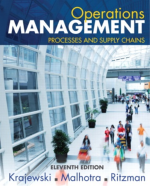 Operations
MANAGEMENT
PROCESSES AND SUPPLY CHAINS
ELEVENTH EDITION
Krajewski ▪ Malhotra ▪ Ritzman